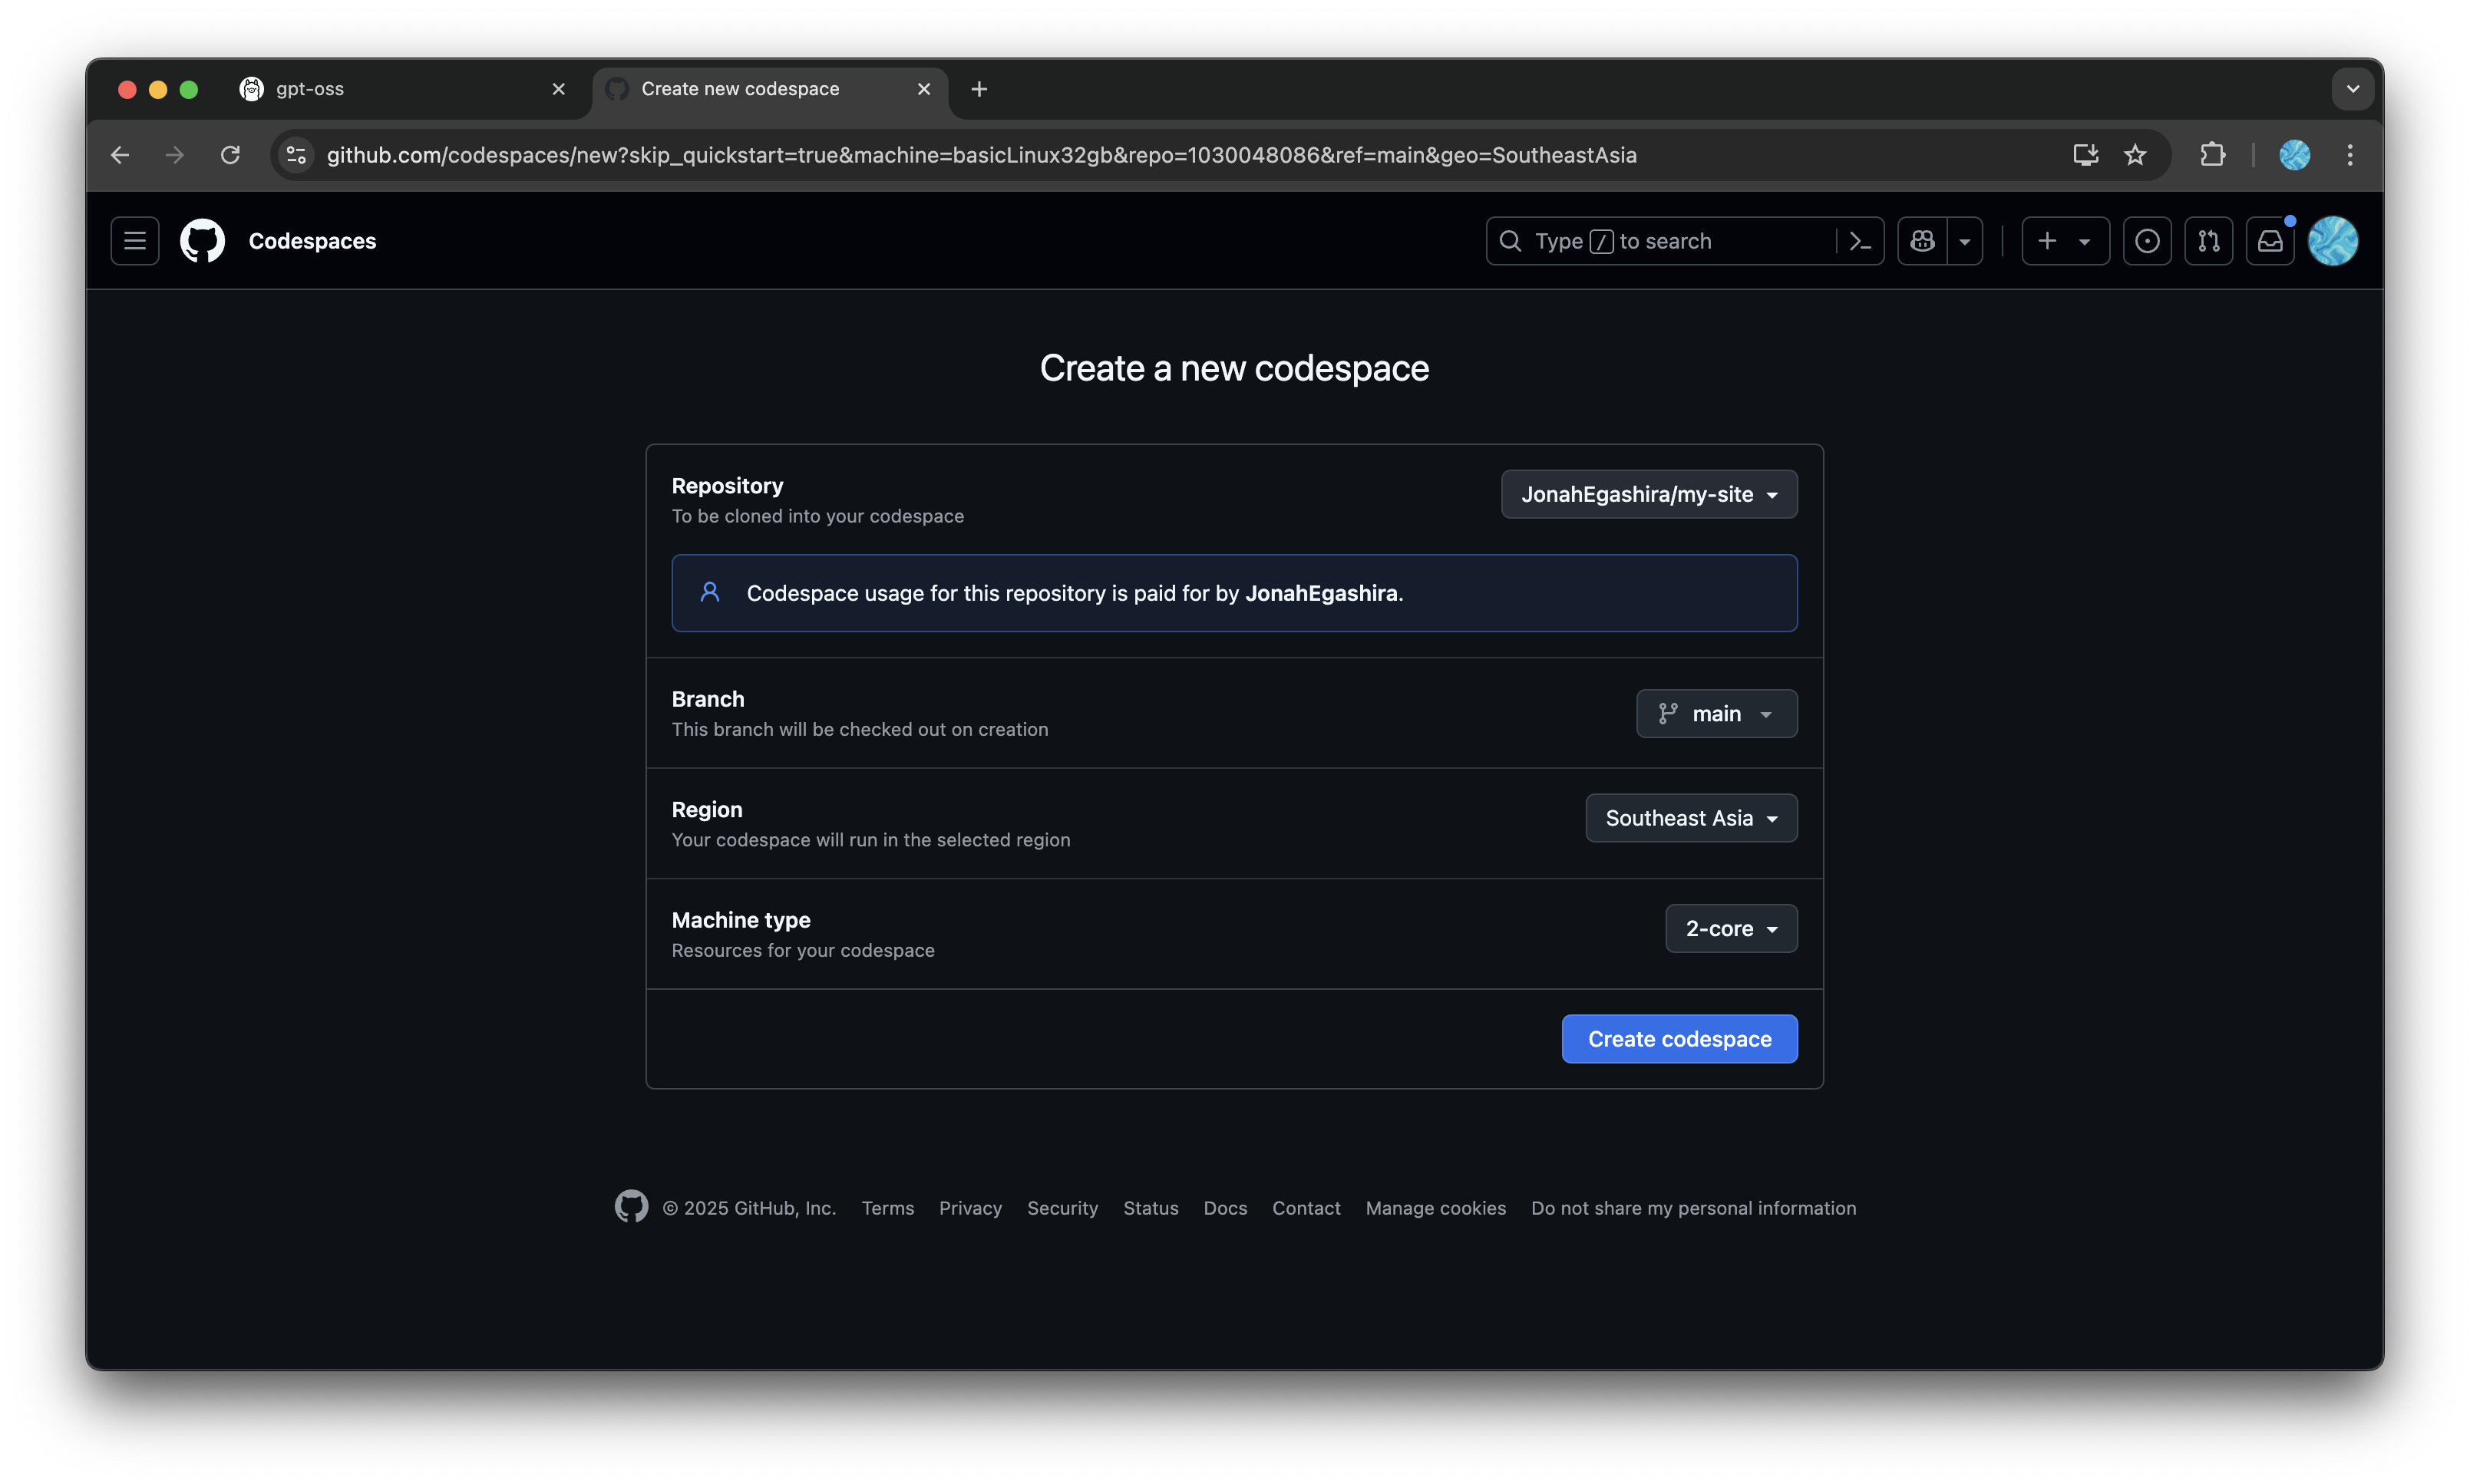 gpt-oss
Create new codespace
github.com/codespaces/new?skip_quickstart=true&machine=basicLinux32gb&repo=1030048086&ref=main&geo=SoutheastAsia
Codespaces
Type / to search
Create a new codespace
Repository
To be cloned into your codespace
JonahEgashira/my-site
Codespace usage for this repository is paid for by JonahEgashira.
Branch
This branch will be checked out on creation
main
Region
Your codespace will run in the selected region
Southeast Asia
Machine type
Resources for your codespace
2-core
Create codespace
© 2025 GitHub, Inc. Terms Privacy Security Status Docs Contact Manage cookies Do not share my personal information